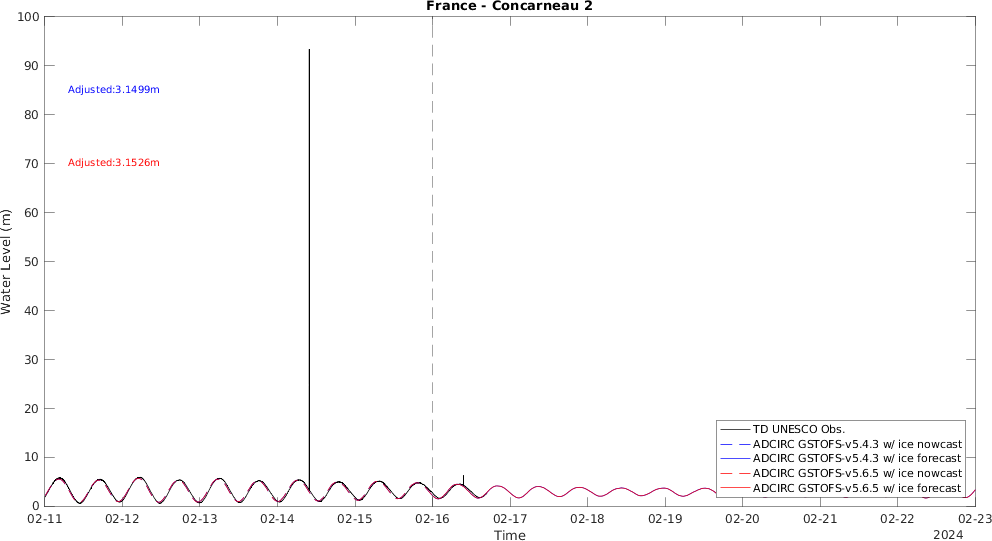 France - Concarneau 2
100
90
80
70
60
50
40
30
20
10
0
Water Level (m)
Adjusted:3.1499m
Adjusted:3.1526m
TD UNESCO Obs.
ADCIRC GSTOFS-v5.4.3 w/ ice nowcast
ADCIRC GSTOFS-v5.4.3 w/ ice forecast
ADCIRC GSTOFS-v5.6.5 w/ ice nowcast
ADCIRC GSTOFS-v5.6.5 w/ ice forecast
02-11 02-12 02-13 02-14 02-15 02-16 02-17 02-18 02-19 02-20 02-21 02-22 02-23
Time
2024